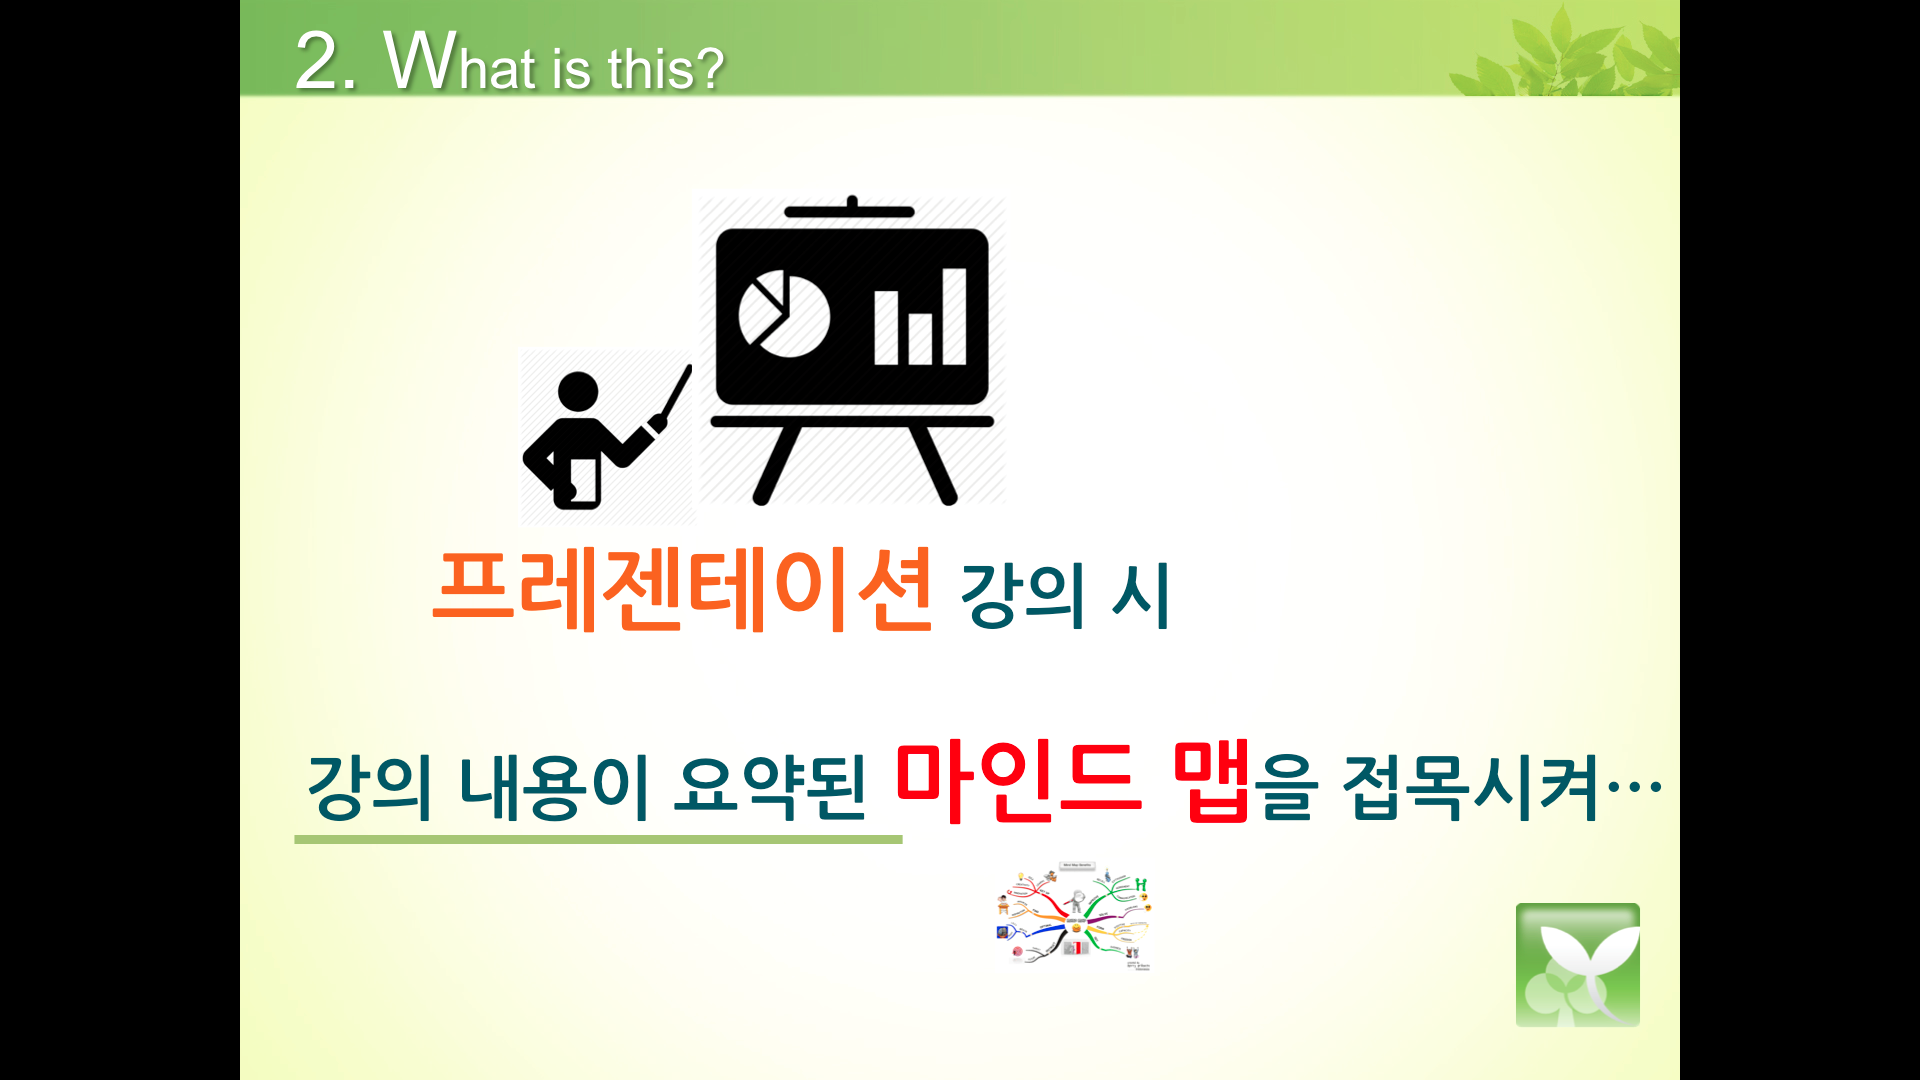 2. What is this?
프레젠테이션 강의 시
강의 내용이 요약된 마인드 맵을 접목시켜…